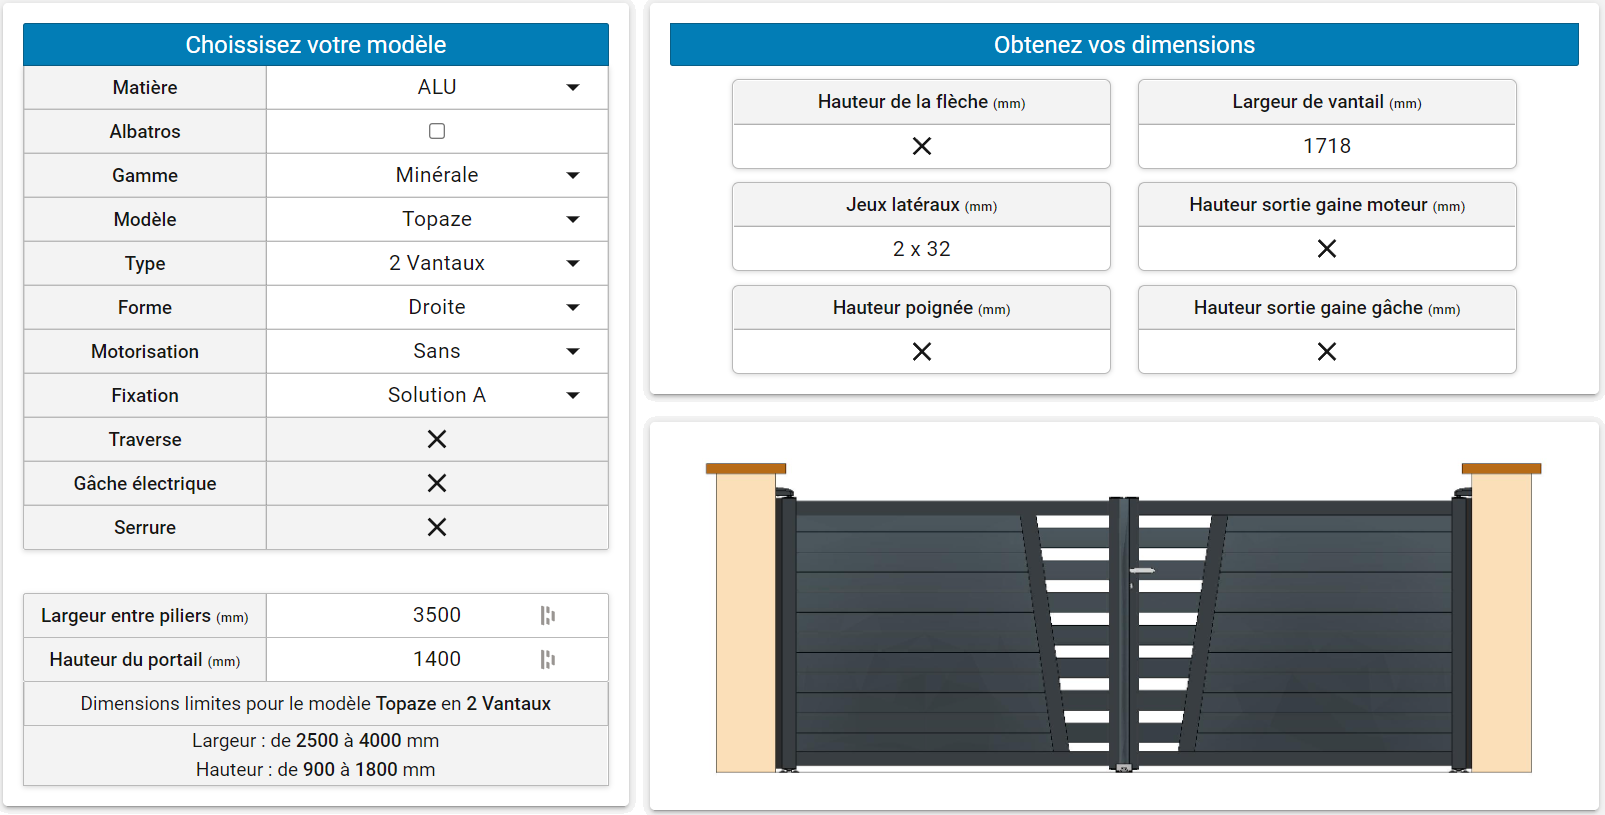 Choissisez votre modèle
Matière ALU
Albatros
Gamme Minérale
Modèle Topaze
Type 2 Vantaux
Forme Droite
Motorisation Sans
Fixation Solution A
Traverse
Gâche électrique
Serrure
Largeur entre piliers (mm) 3500
Hauteur du portail (mm) 1400
Dimensions limites pour le modèle Topaze en 2 Vantaux
Largeur : de 2500 à 4000 mm
Hauteur : de 900 à 1800 mm
Obtenez vos dimensions
Hauteur de la flèche (mm)
Largeur de vantail (mm)
1718
Jeux latéraux (mm)
2 x 32
Hauteur sortie gaine moteur (mm)
Hauteur poignée (mm)
Hauteur sortie gaine gâche (mm)